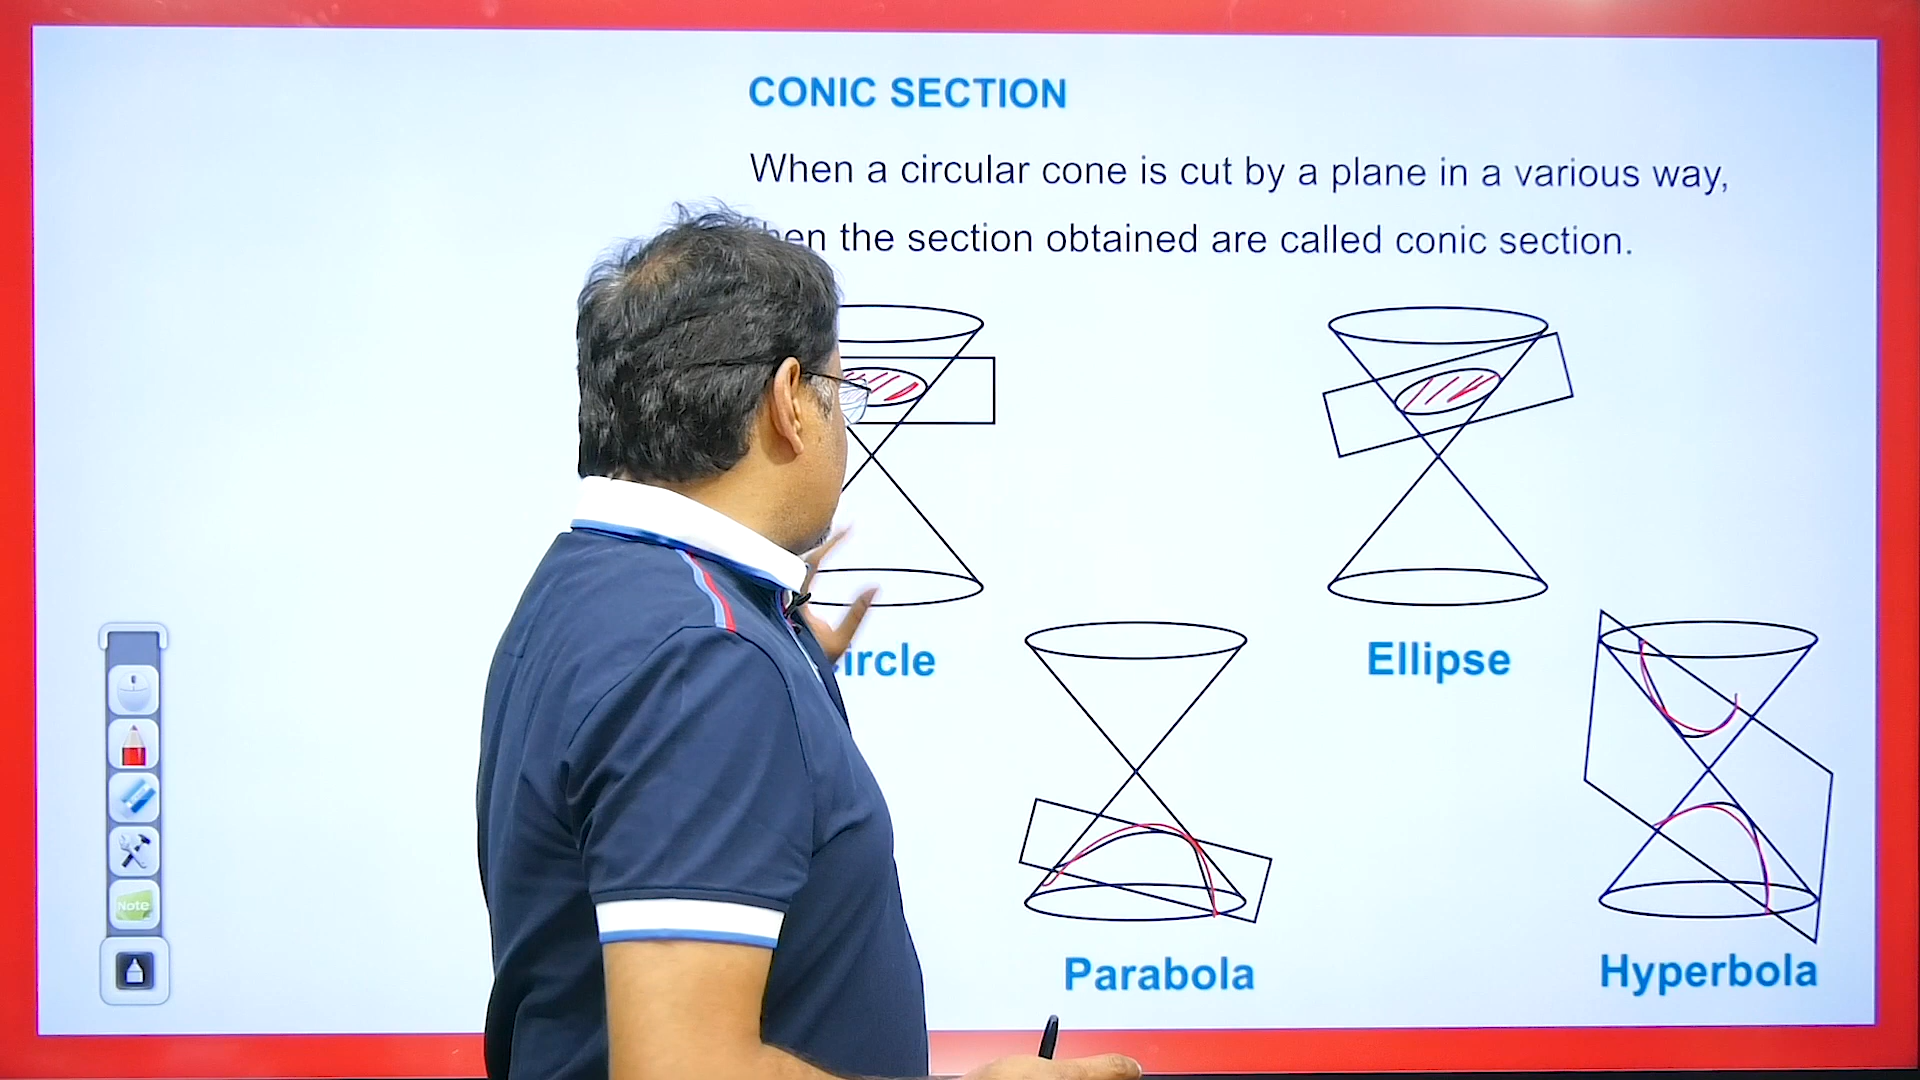 CONIC SECTION
When a circular cone is cut by a plane in a various way,
the section obtained are called conic section.
Ellipse
Parabola
Hyperbola
Note